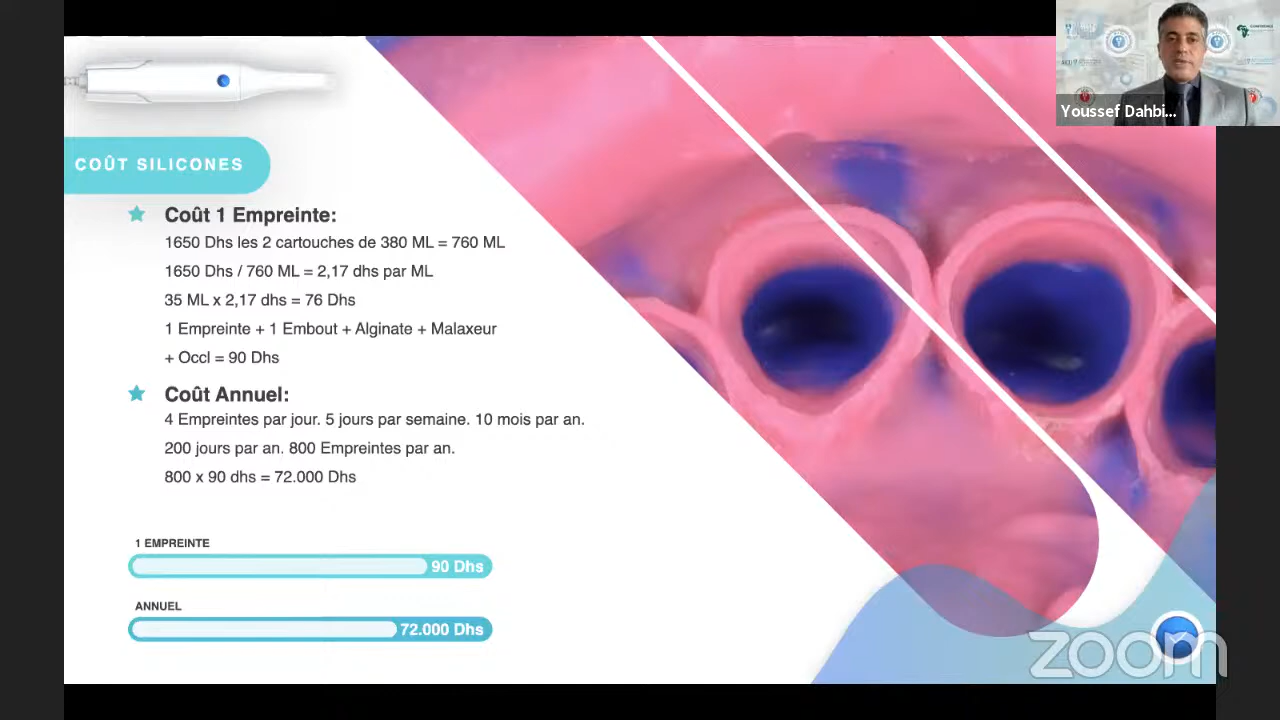 Youssef Dahbi...
COÛT SILICONES
Coût 1 Empreinte:
1650 Dhs les 2 cartouches de 380 ML = 760 ML
1650 Dhs / 760 ML = 2,17 dhs par ML
35 ML x 2,17 dhs = 76 Dhs
1 Empreinte + 1 Embout + Alginate + Malaxeur
+ Occl = 90 Dhs
Coût Annuel:
4 Empreintes par jour. 5 jours par semaine. 10 mois par an.
200 jours par an. 800 Empreintes par an.
800 x 90 dhs = 72.000 Dhs
1 EMPREINTE
90 Dhs
ANNUEL
72.000 Dhs
zoom